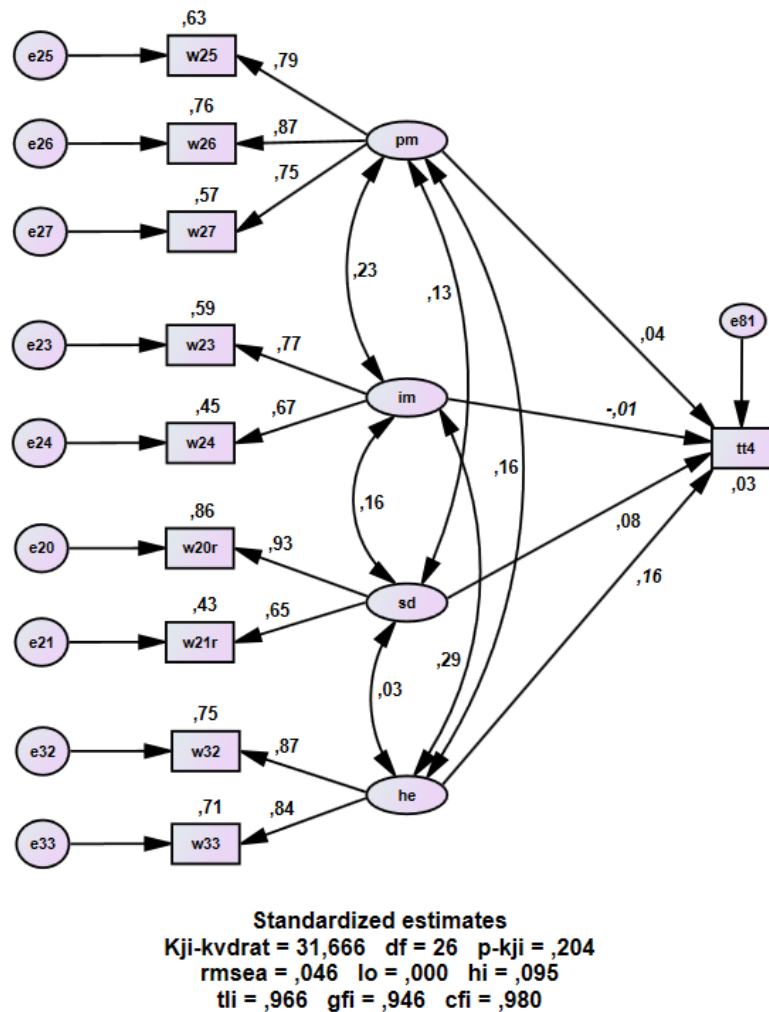 ,63
e25 w25 ,79
,76
e26 w26 ,87 pm
,75
,57
e27 w27
,23 ,13
,59 e81
e23 w23 ,77 ,04
im -,01
,45
e24 w24 ,67 tt4
,16 ,03
,16
,86 ,08
e20 w20r ,93
,16
sd
,43
e21 w21r ,65
,29
,03
,75
e32 w32 ,87
he
,71
e33 w33 ,84
Standardized estimates
Kji-kvdrat = 31,666 df = 26 p-kji = ,204
rmsea = ,046 lo = ,000 hi = ,095
tli = ,966 gfi = ,946 cfi = ,980